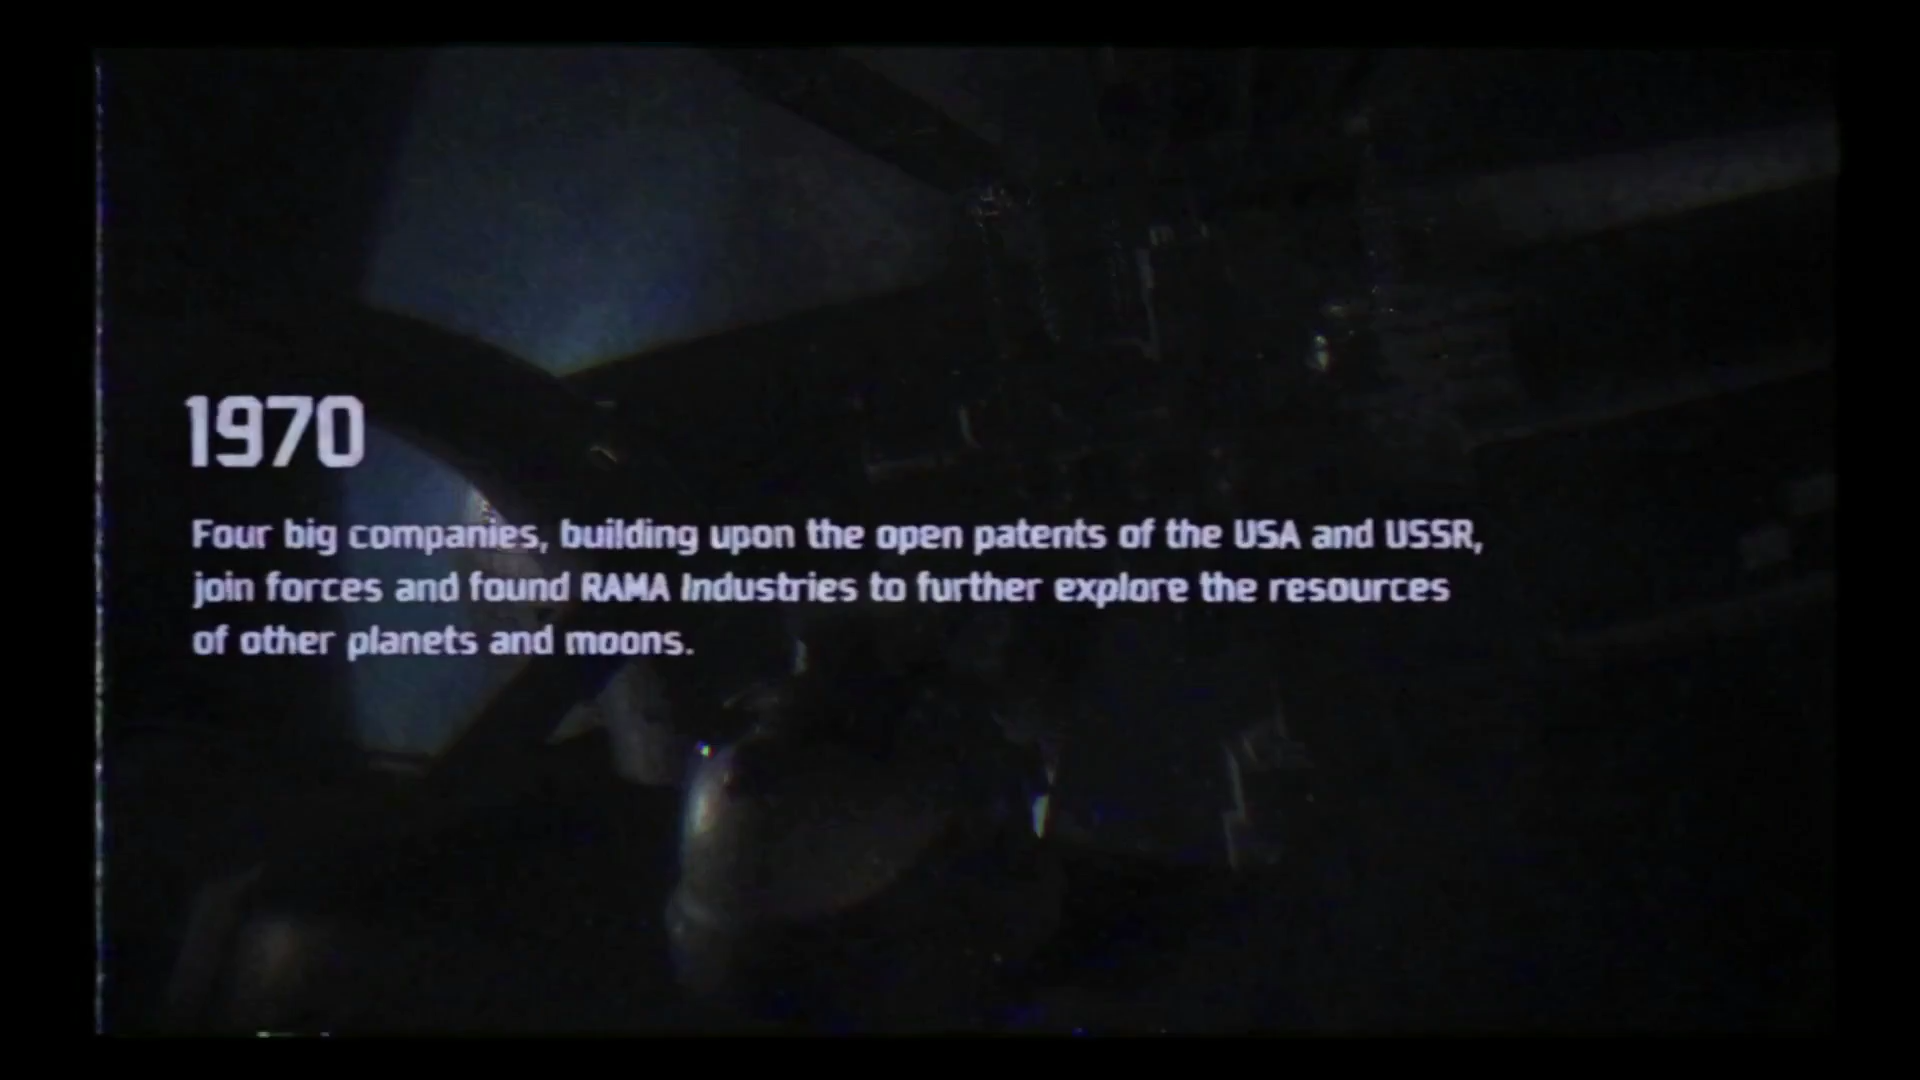 1970
Four big companies, building upon the open patents of the USA and USSR,
join forces and found RAMA Industries to further explore the resources
of other planets and moons.